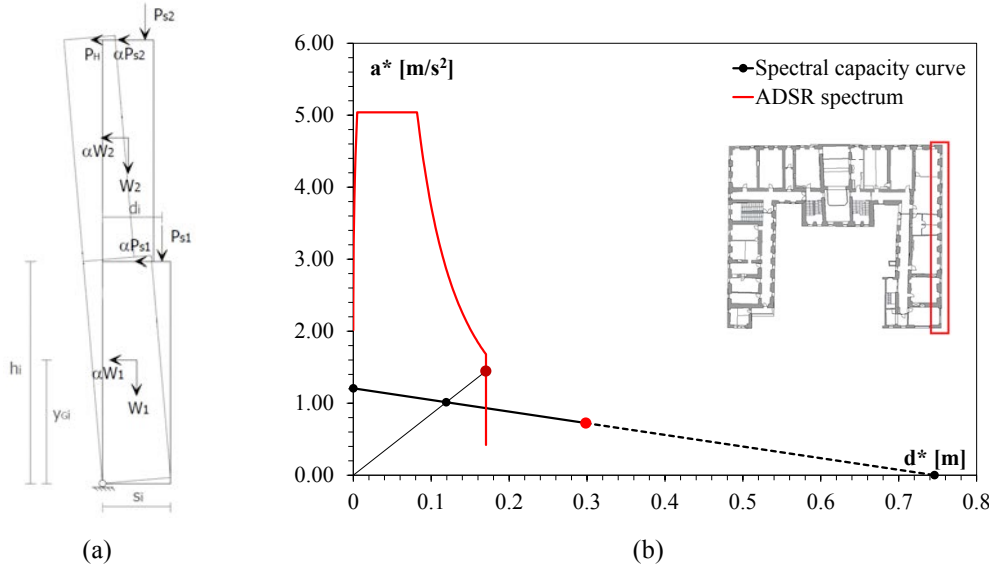 Ps2
PH
αPs2
αW2
W2
di
Ps1
αPs1
hi
αW1
W1
yGi
si
(a)
6.00
a* [m/s²]
Spectral capacity curve
ADSR spectrum
5.00
4.00
3.00
2.00
1.00
0.00
d* [m]
0 0.1 0.2 0.3 0.4 0.5 0.6 0.7 0.8
(b)